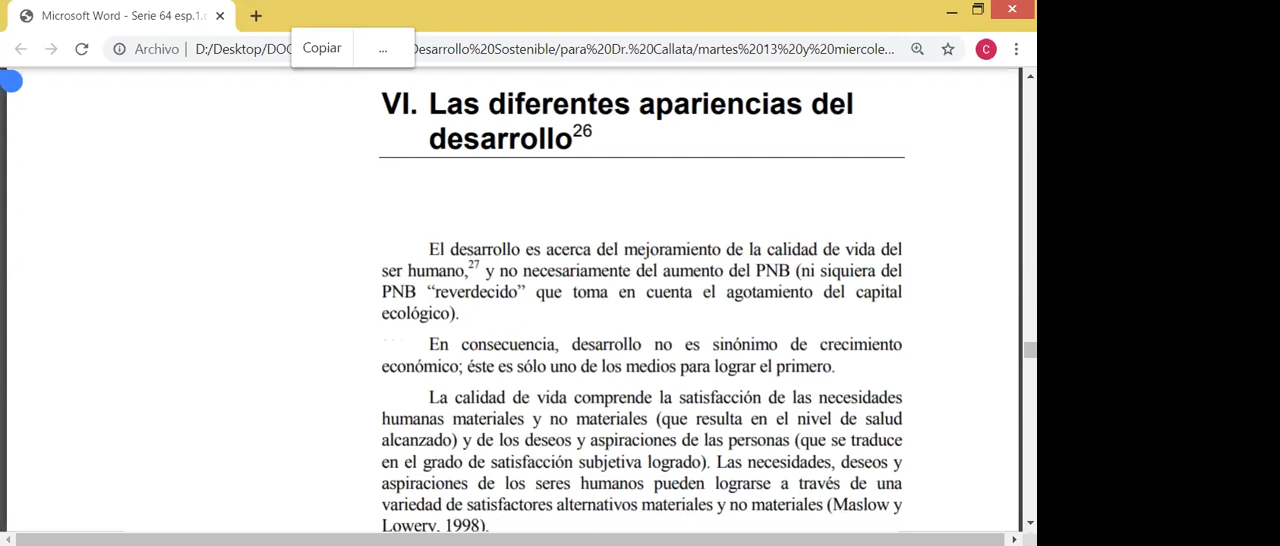 Microsoft Word - Serie 64 esp.1.
Archivo
D:/Desktop/DOC
Copiar
...
Desarrollo%20Sostenible/para%20Dr.%20Callata/martes%2013%20y%20miercole...
C
VI. Las diferentes apariencias del
desarrollo26
El desarrollo es acerca del mejoramiento de la calidad de vida del
ser humano,27 y no necesariamente del aumento del PNB (ni siquiera del
PNB “reverdecido” que toma en cuenta el agotamiento del capital
ecológico).
En consecuencia, desarrollo no es sinónimo de crecimiento
económico; éste es sólo uno de los medios para lograr el primero.
La calidad de vida comprende la satisfacción de las necesidades
humanas materiales y no materiales (que resulta en el nivel de salud
alcanzado) y de los deseos y aspiraciones de las personas (que se traduce
en el grado de satisfacción subjetiva logrado). Las necesidades, deseos y
aspiraciones de los seres humanos pueden lograrse a través de una
variedad de satisfactores alternativos materiales y no materiales (Maslow y
Lowery, 1998).